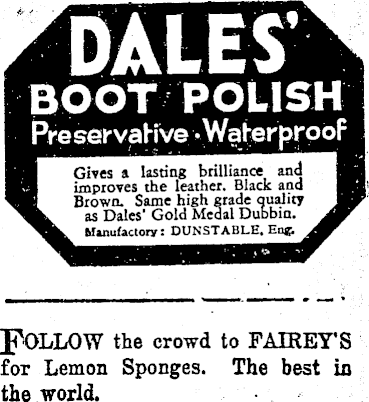 DALES'
BOOT POLISH
Preservative · Waterproof
Gives a lasting brilliance and
improves the leather. Black and
Brown. Same high grade quality
as Dales' Gold Medal Dubbin.
Manufactory: DUNSTABLE, Eng.
FOLLOW the crowd to FAIREY'S
for Lemon Sponges. The best in
the world.